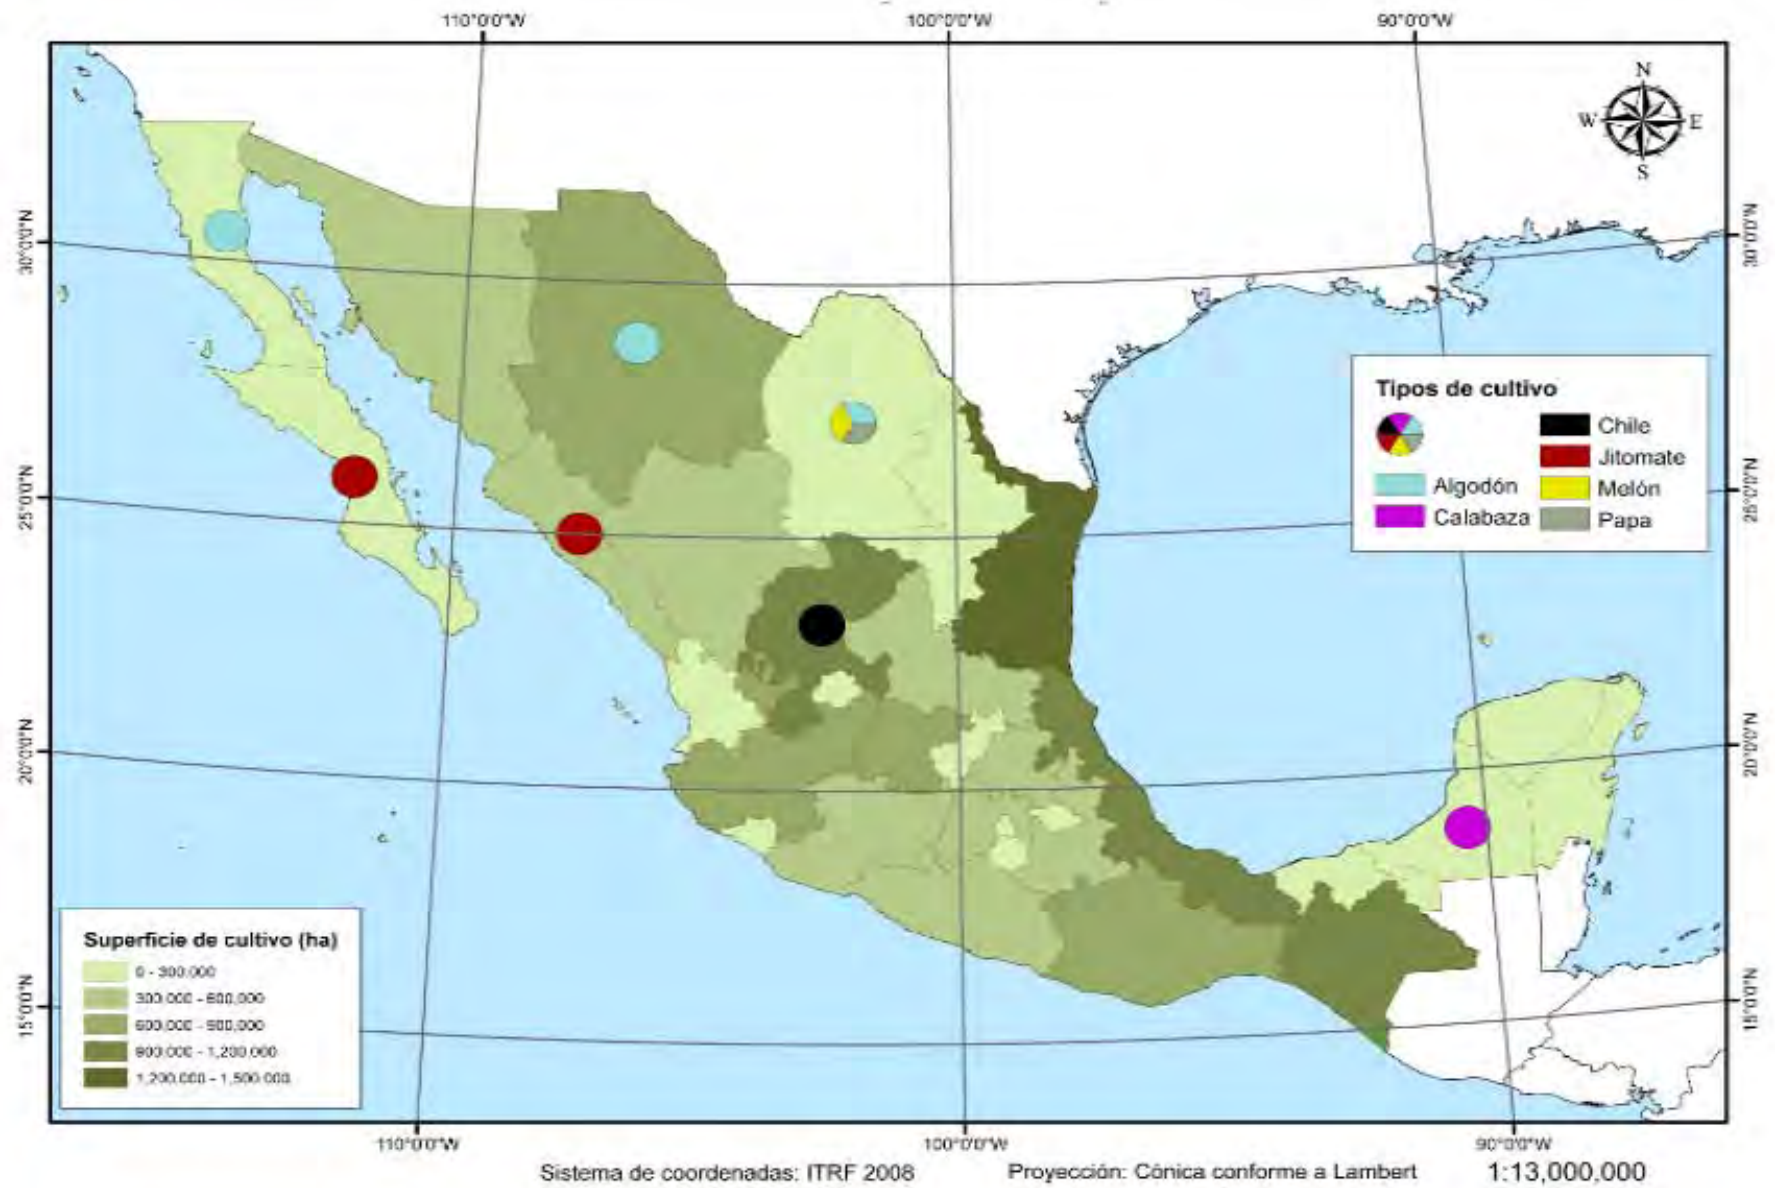 110°0'0"W 100°0'0"W 90°0'0"W
N
W E
S
30°0'0"N 30°0'0"N
25°0'0"N 25°0'0"N
20°0'0"N 20°0'0"N
15°0'0"N 15°0'0"N
Tipos de cultivo
Chile
Jitomate
Algodón Melón
Calabaza Papa
Superficie de cultivo (ha)
0 - 300,000
300,000 - 600,000
600,000 - 900,000
900,000 - 1,200,000
1,200,000 - 1,500,000
110°0'0"W 100°0'0"W 90°0'0"W
Sistema de coordenadas: ITRF 2008 Proyección: Cónica conforme a Lambert 1:13,000,000